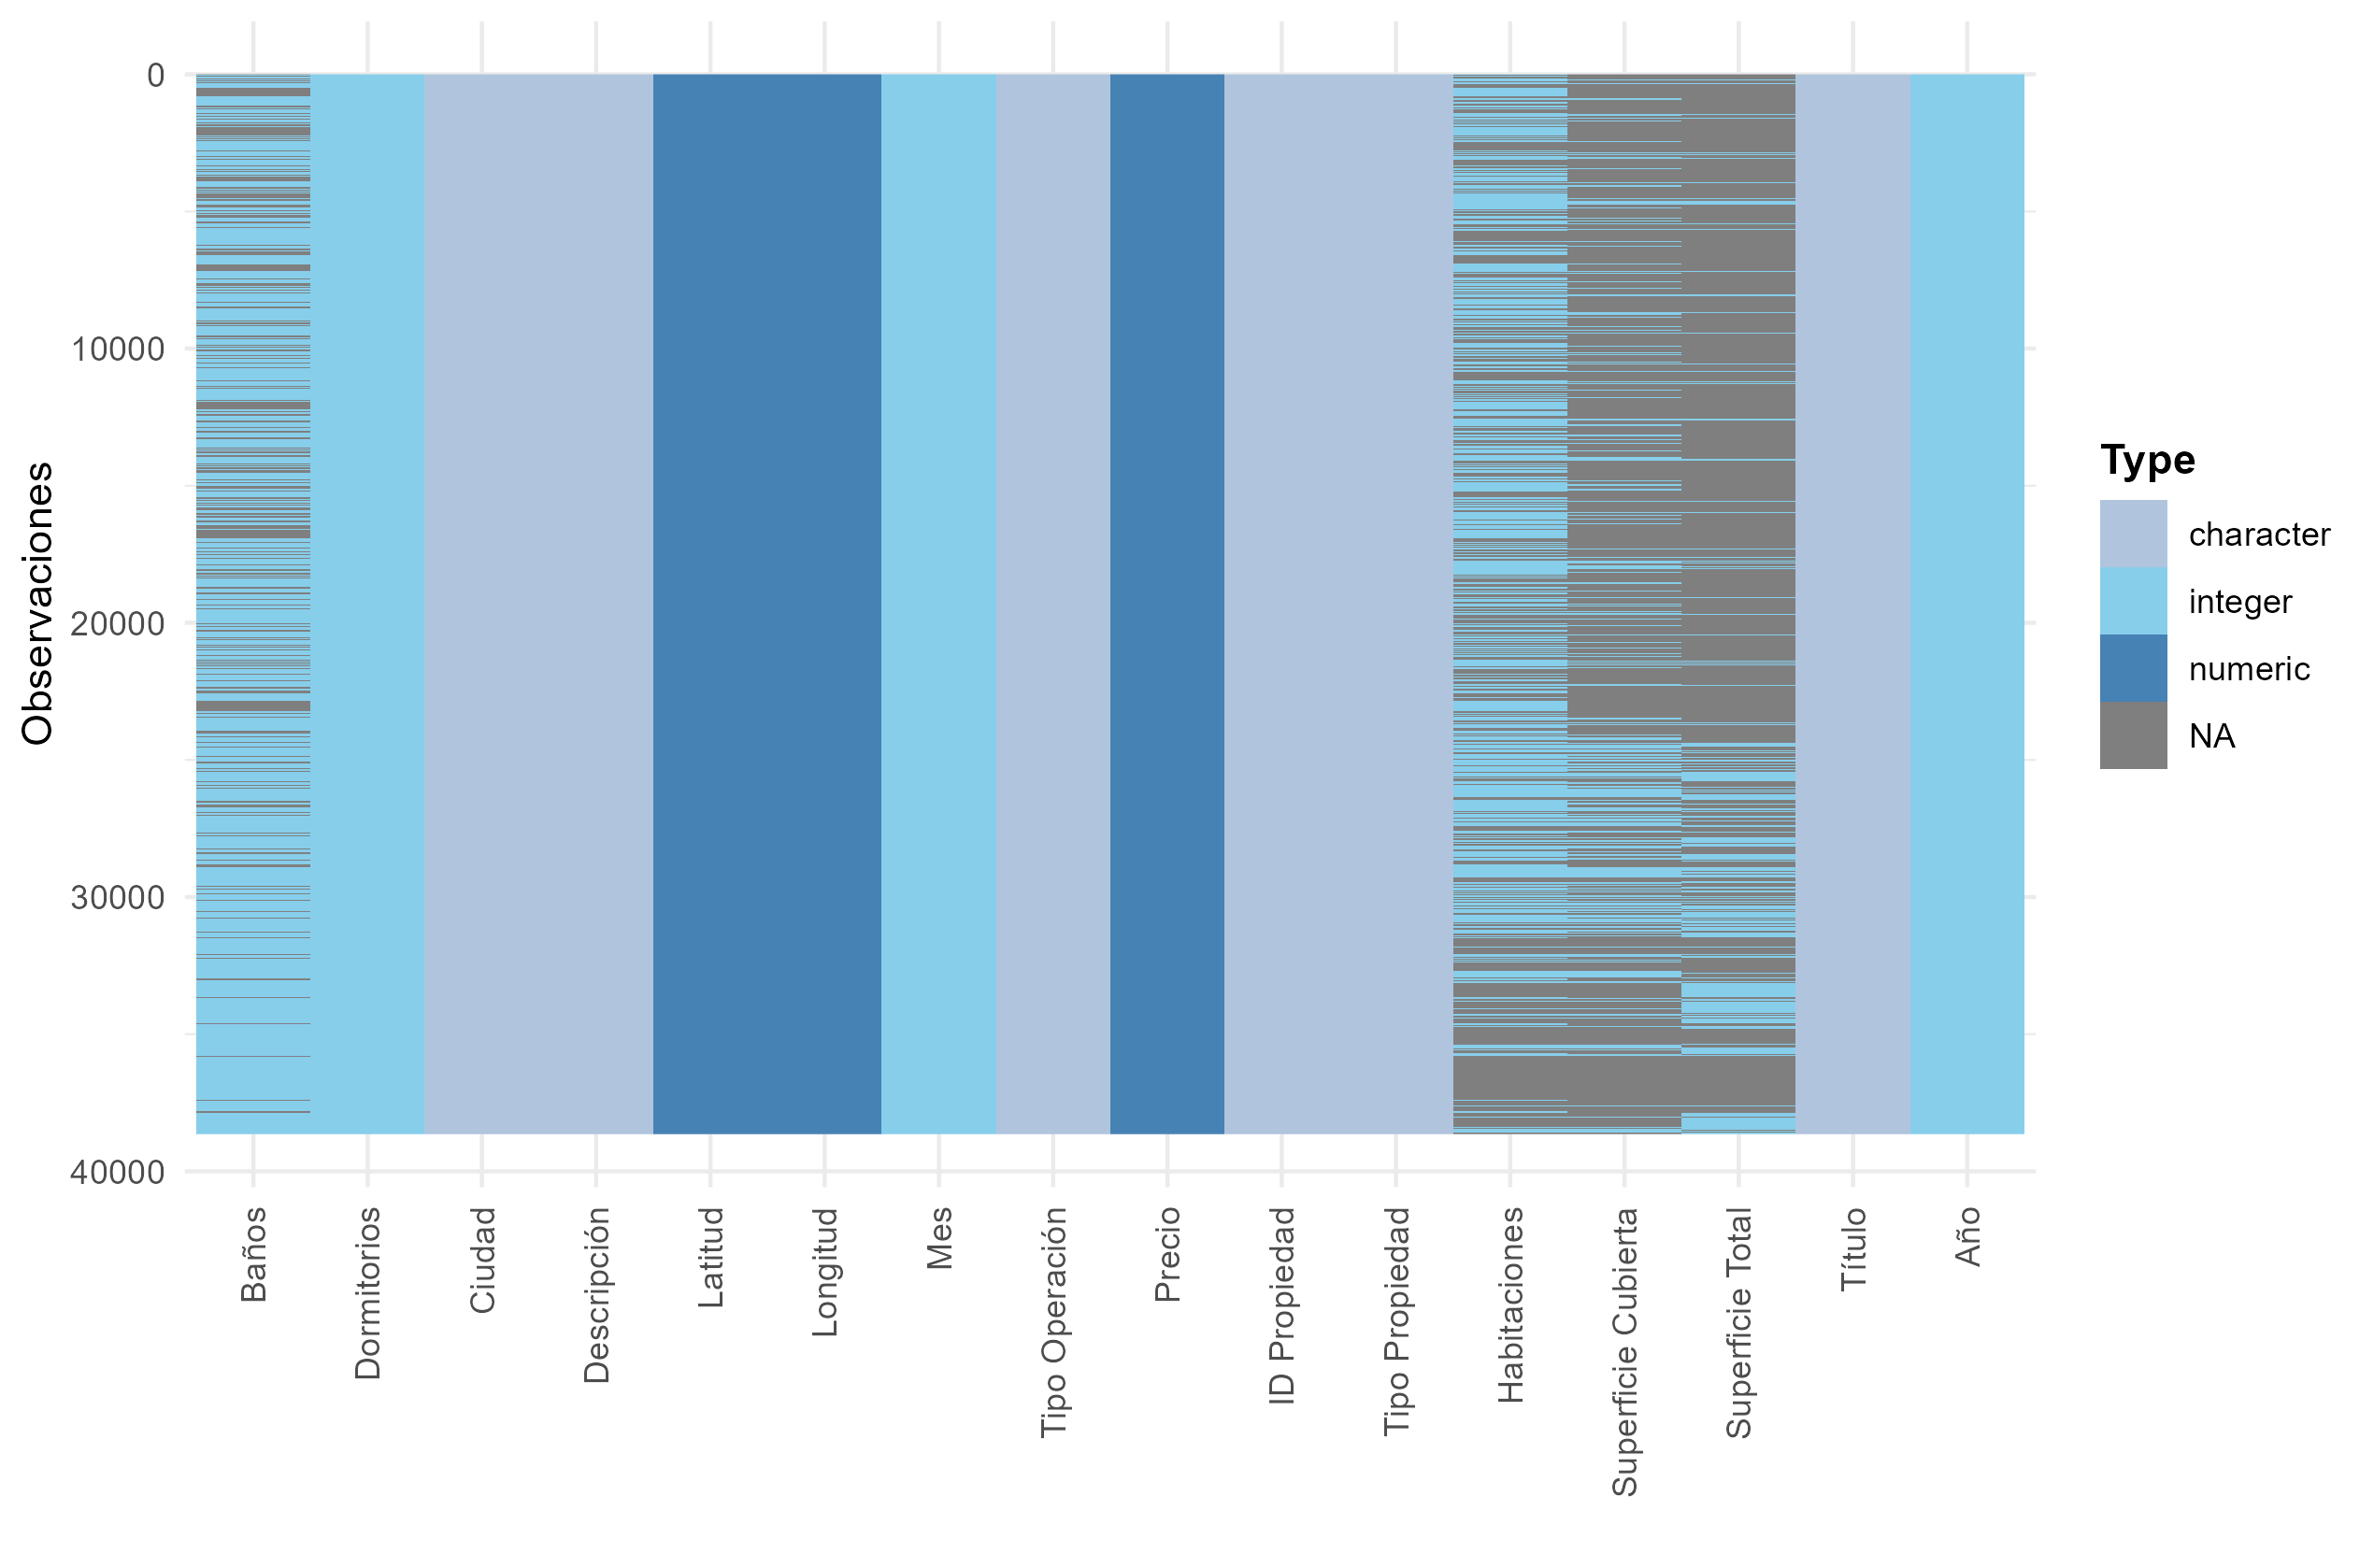 Observaciones
0
10000
20000
30000
40000
Baños
Dormitorios
Ciudad
Descripción
Latitud
Longitud
Mes
Tipo Operación
Precio
ID Propiedad
Tipo Propiedad
Habitaciones
Superficie Cubierta
Superficie Total
Título
Año
Type
character
integer
numeric
NA